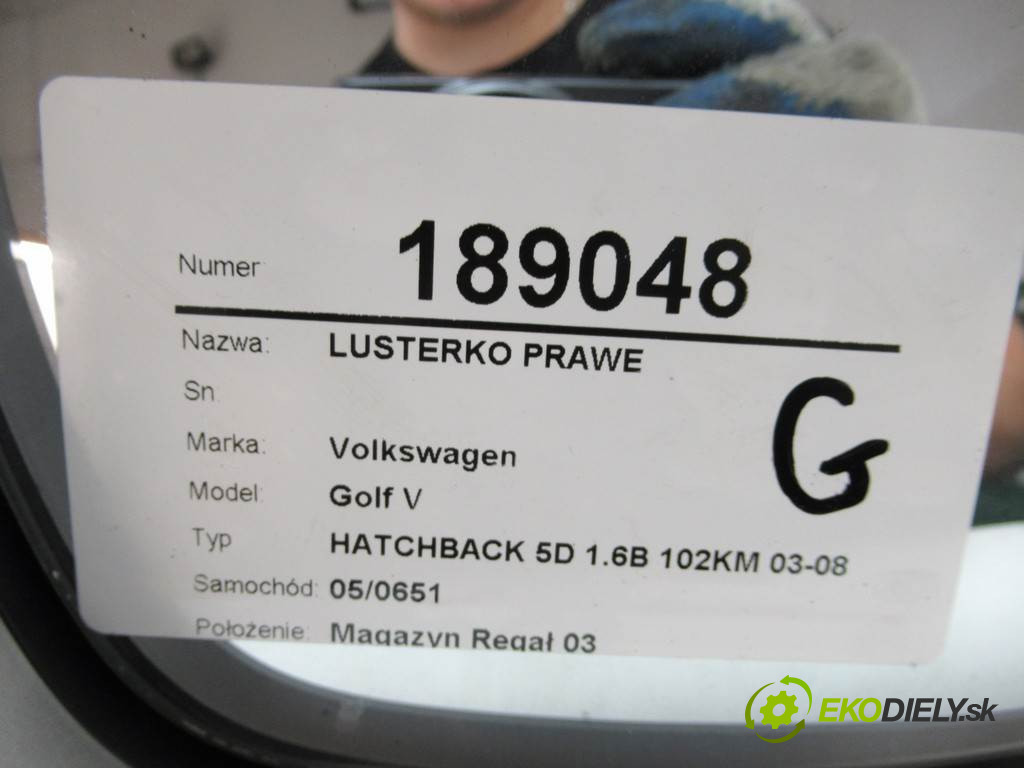 Numer 189048
Nazwa: LUSTERKO PRAWE
Sn
G
Marka: Volkswagen
Model: Golf V
Typ HATCHBACK 5D 1.6B 102KM 03-08
Samochód: 05/0651
Położenie: Magazyn Regał 03
EKODIELY.sk